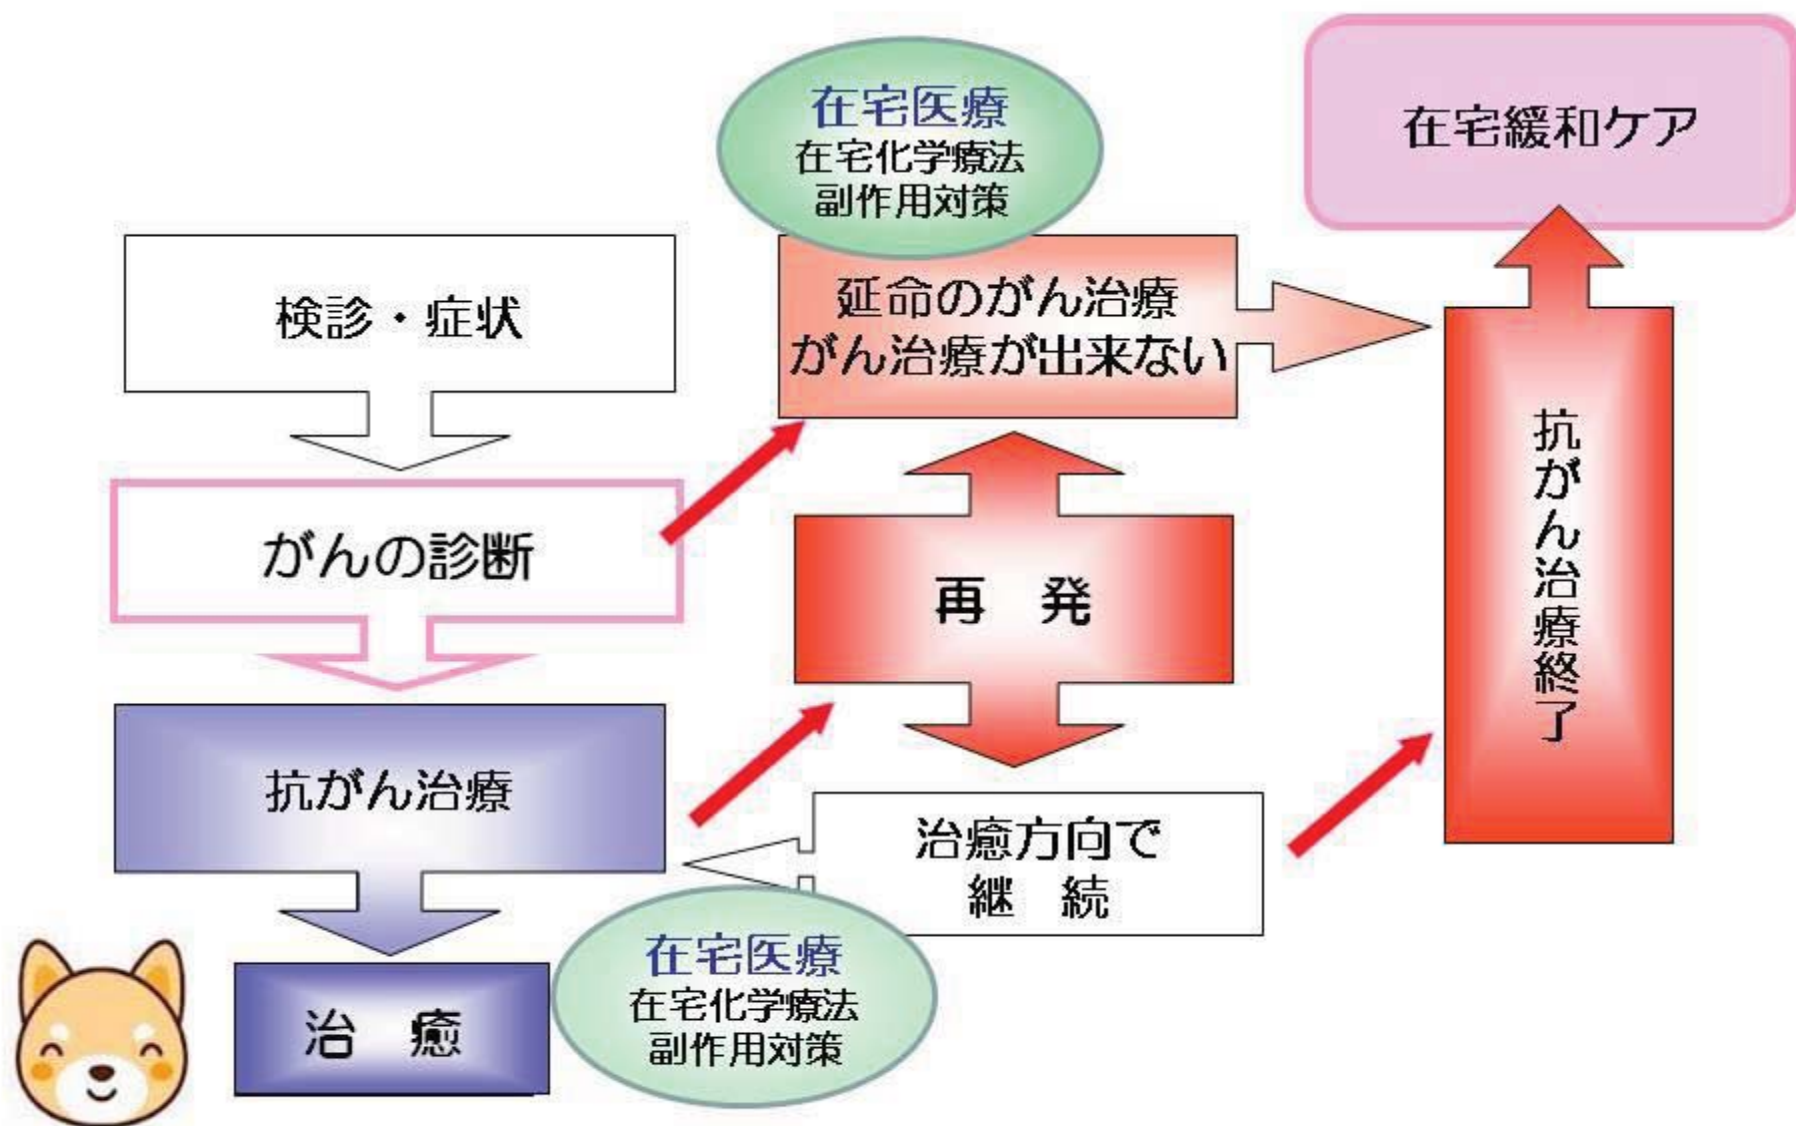 在宅医療
在宅化学療法
副作用対策
在宅緩和ケア
検診・症状
延命のがん治療
がん治療が出来ない
がんの診断
再　発
抗がん治療終了
抗がん治療
治癒方向で
継　続
在宅医療
在宅化学療法
副作用対策
治　癒